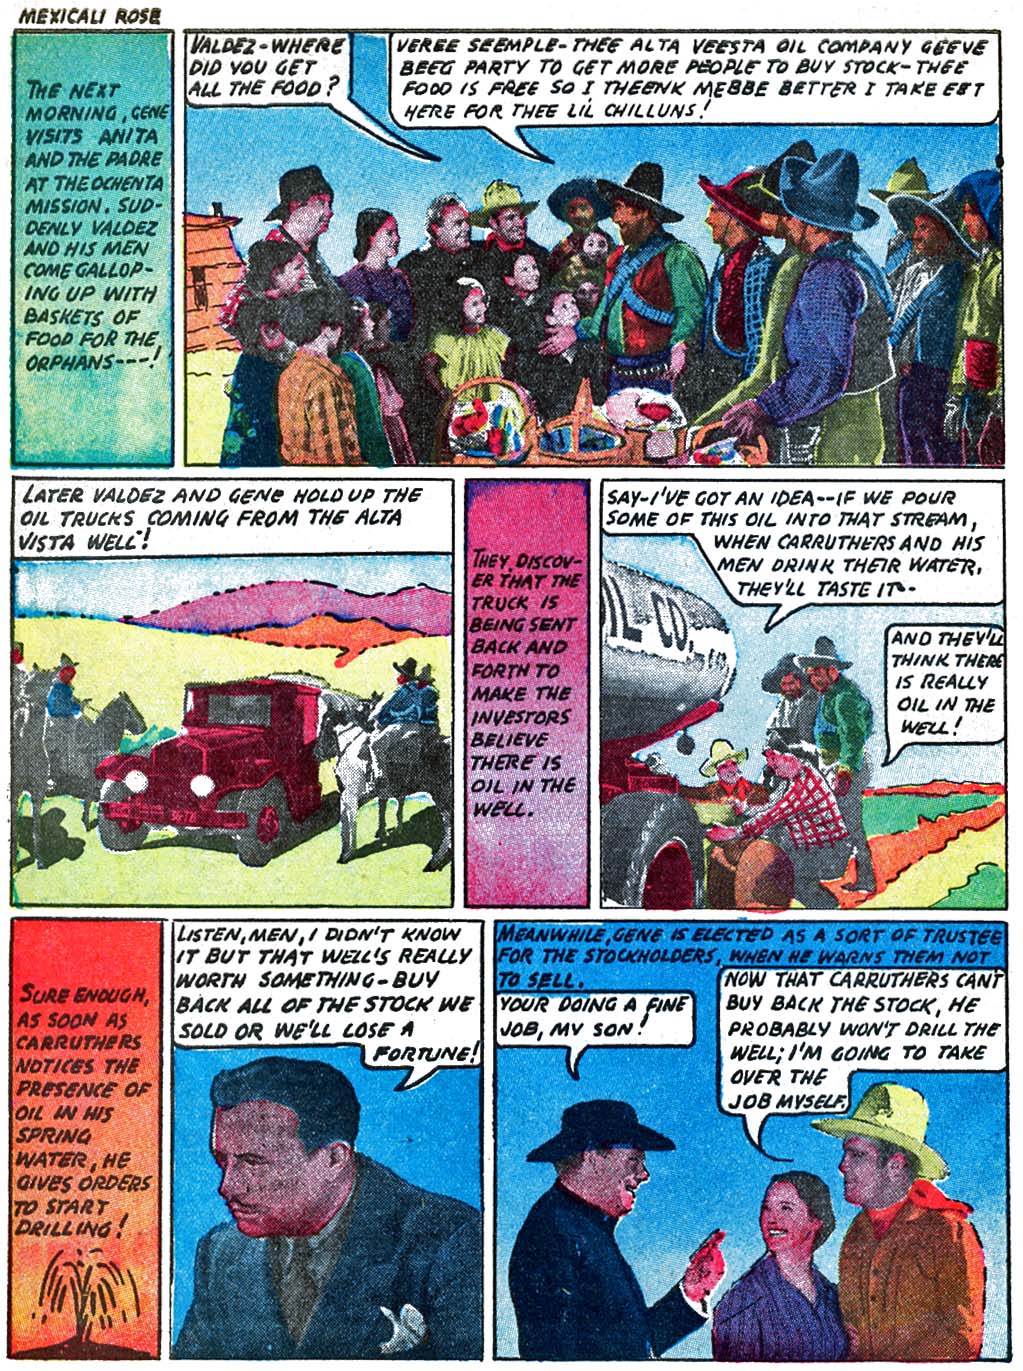 MEXICALI ROSE
THE NEXT
MORNING, GENE
VISITS ANITA
AND THE PADRE
AT THE OCHENTA
MISSION. SUD-
DENLY VALDEZ
AND HIS MEN
COME GALLOP-
ING UP WITH
BASKETS OF
FOOD FOR THE
ORPHANS---!
VALDEZ-WHERE
DID YOU GET
ALL THE FOOD?
VEREE SEEMPLE-THEE ALTA VEESTA OIL COMPANY GEEVE
BEEG PARTY TO GET MORE PEOPLE TO BUY STOCK-THEE
FOOD IS FREE SO I THEENK MEBBE BETTER I TAKE EET
HERE FOR THEE LI'L CHILLUNS!
LATER VALDEZ AND GENE HOLD UP THE
OIL TRUCKS COMING FROM THE ALTA
VISTA WELL!
THEY DISCOV-
ER THAT THE
TRUCK IS
BEING SENT
BACK AND
FORTH TO
MAKE THE
INVESTORS
BELIEVE
THERE IS
OIL IN THE
WELL.
SAY-I'VE GOT AN IDEA--IF WE POUR
SOME OF THIS OIL INTO THAT STREAM,
WHEN CARRUTHERS AND HIS
MEN DRINK THEIR WATER,
THEY'LL TASTE IT--
IL CO.
AND THEY'LL
THINK THERE
IS REALLY
OIL IN THE
WELL!
SURE ENOUGH,
AS SOON AS
CARRUTHERS
NOTICES THE
PRESENCE OF
OIL IN HIS
SPRING
WATER, HE
GIVES ORDERS
TO START
DRILLING!
LISTEN, MEN, I DIDN'T KNOW
IT BUT THAT WELL'S REALLY
WORTH SOMETHING-BUY
BACK ALL OF THE STOCK WE
SOLD OR WE'LL LOSE A
FORTUNE!
MEANWHILE, GENE IS ELECTED AS A SORT OF TRUSTEE
FOR THE STOCKHOLDERS, WHEN HE WARNS THEM NOT
TO SELL.
YOUR DOING A FINE
JOB, MY SON!
NOW THAT CARRUTHERS CAN'T
BUY BACK THE STOCK, HE
PROBABLY WON'T DRILL THE
WELL; I'M GOING TO TAKE
OVER THE
JOB MYSELF.